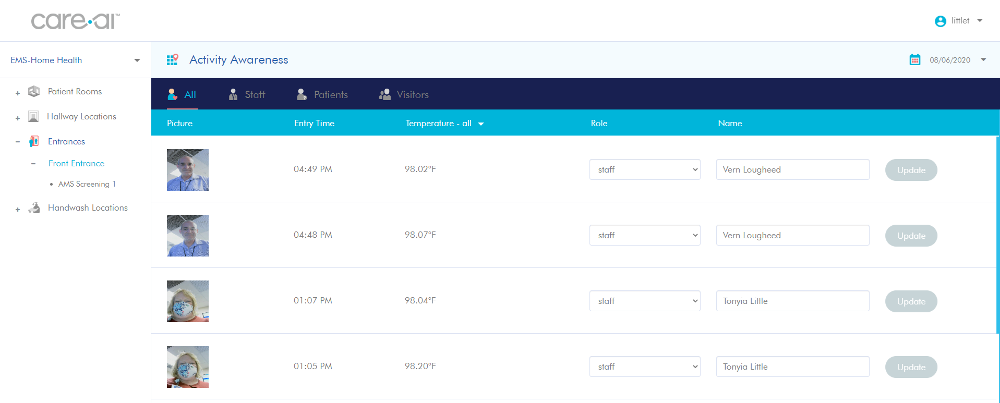 care.ai™
littlet
EMS-Home Health
Activity Awareness
08/06/2020
Patient Rooms
Hallway Locations
Entrances
Front Entrance
AMS Screening 1
Handwash Locations
All Staff Patients Visitors
Picture Entry Time Temperature - all Role Name
04:49 PM 98.02°F staff Vern Lougheed Update
04:48 PM 98.07°F staff Vern Lougheed Update
01:07 PM 98.04°F staff Tonyia Little Update
01:05 PM 98.20°F staff Tonyia Little Update